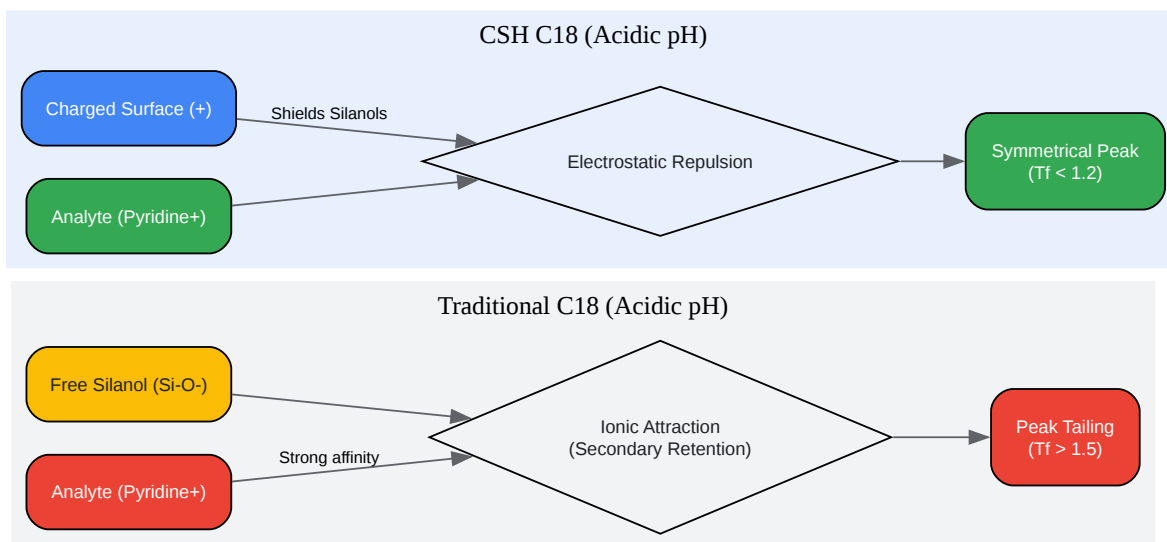 CSH C18 (Acidic pH)
Charged Surface (+)
Shields Silanols
Analyte (Pyridine+)
Electrostatic Repulsion
Symmetrical Peak
(Tf < 1.2)
Traditional C18 (Acidic pH)
Free Silanol (Si-O-)
Strong affinity
Analyte (Pyridine+)
Ionic Attraction
(Secondary Retention)
Peak Tailing
(Tf > 1.5)